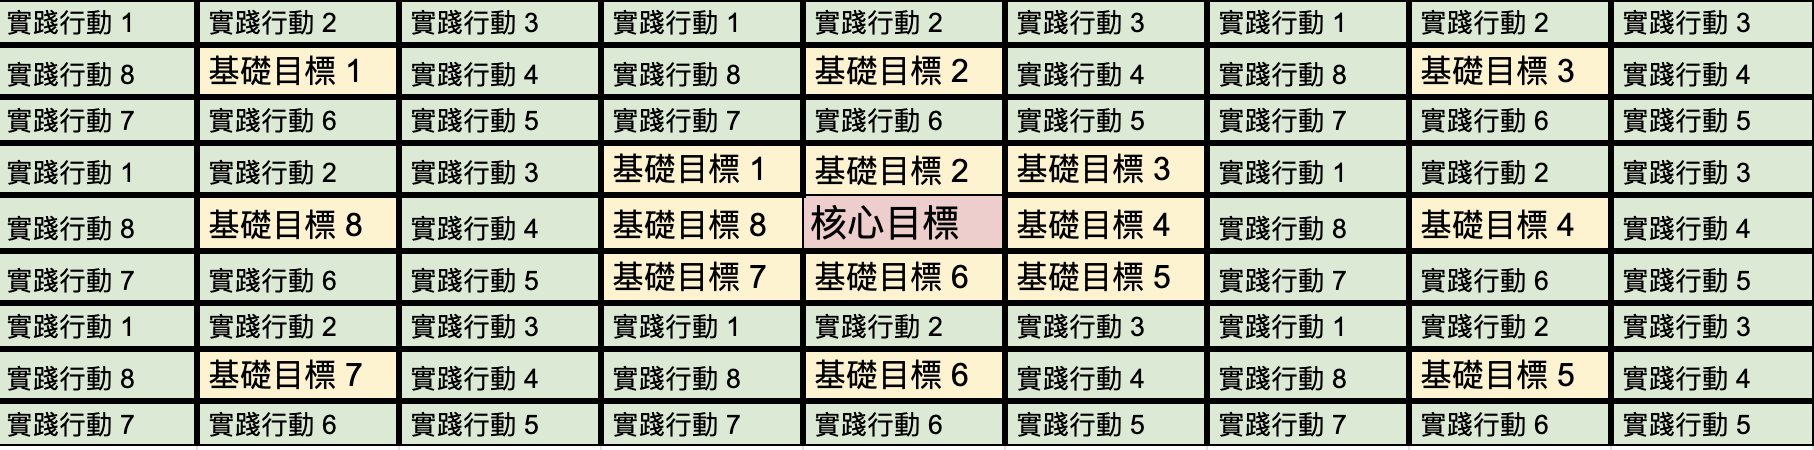 實踐行動 1 實踐行動 2 實踐行動 3 實踐行動 1 實踐行動 2 實踐行動 3 實踐行動 1 實踐行動 2 實踐行動 3
實踐行動 8 基礎目標 1 實踐行動 4 實踐行動 8 基礎目標 2 實踐行動 4 實踐行動 8 基礎目標 3 實踐行動 4
實踐行動 7 實踐行動 6 實踐行動 5 實踐行動 7 實踐行動 6 實踐行動 5 實踐行動 7 實踐行動 6 實踐行動 5
實踐行動 1 實踐行動 2 實踐行動 3 基礎目標 1 基礎目標 2 基礎目標 3 實踐行動 1 實踐行動 2 實踐行動 3
實踐行動 8 基礎目標 8 實踐行動 4 基礎目標 8 核心目標 基礎目標 4 實踐行動 8 基礎目標 4 實踐行動 4
實踐行動 7 實踐行動 6 實踐行動 5 基礎目標 7 基礎目標 6 基礎目標 5 實踐行動 7 實踐行動 6 實踐行動 5
實踐行動 1 實踐行動 2 實踐行動 3 實踐行動 1 實踐行動 2 實踐行動 3 實踐行動 1 實踐行動 2 實踐行動 3
實踐行動 8 基礎目標 7 實踐行動 4 實踐行動 8 基礎目標 6 實踐行動 4 實踐行動 8 基礎目標 5 實踐行動 4
實踐行動 7 實踐行動 6 實踐行動 5 實踐行動 7 實踐行動 6 實踐行動 5 實踐行動 7 實踐行動 6 實踐行動 5